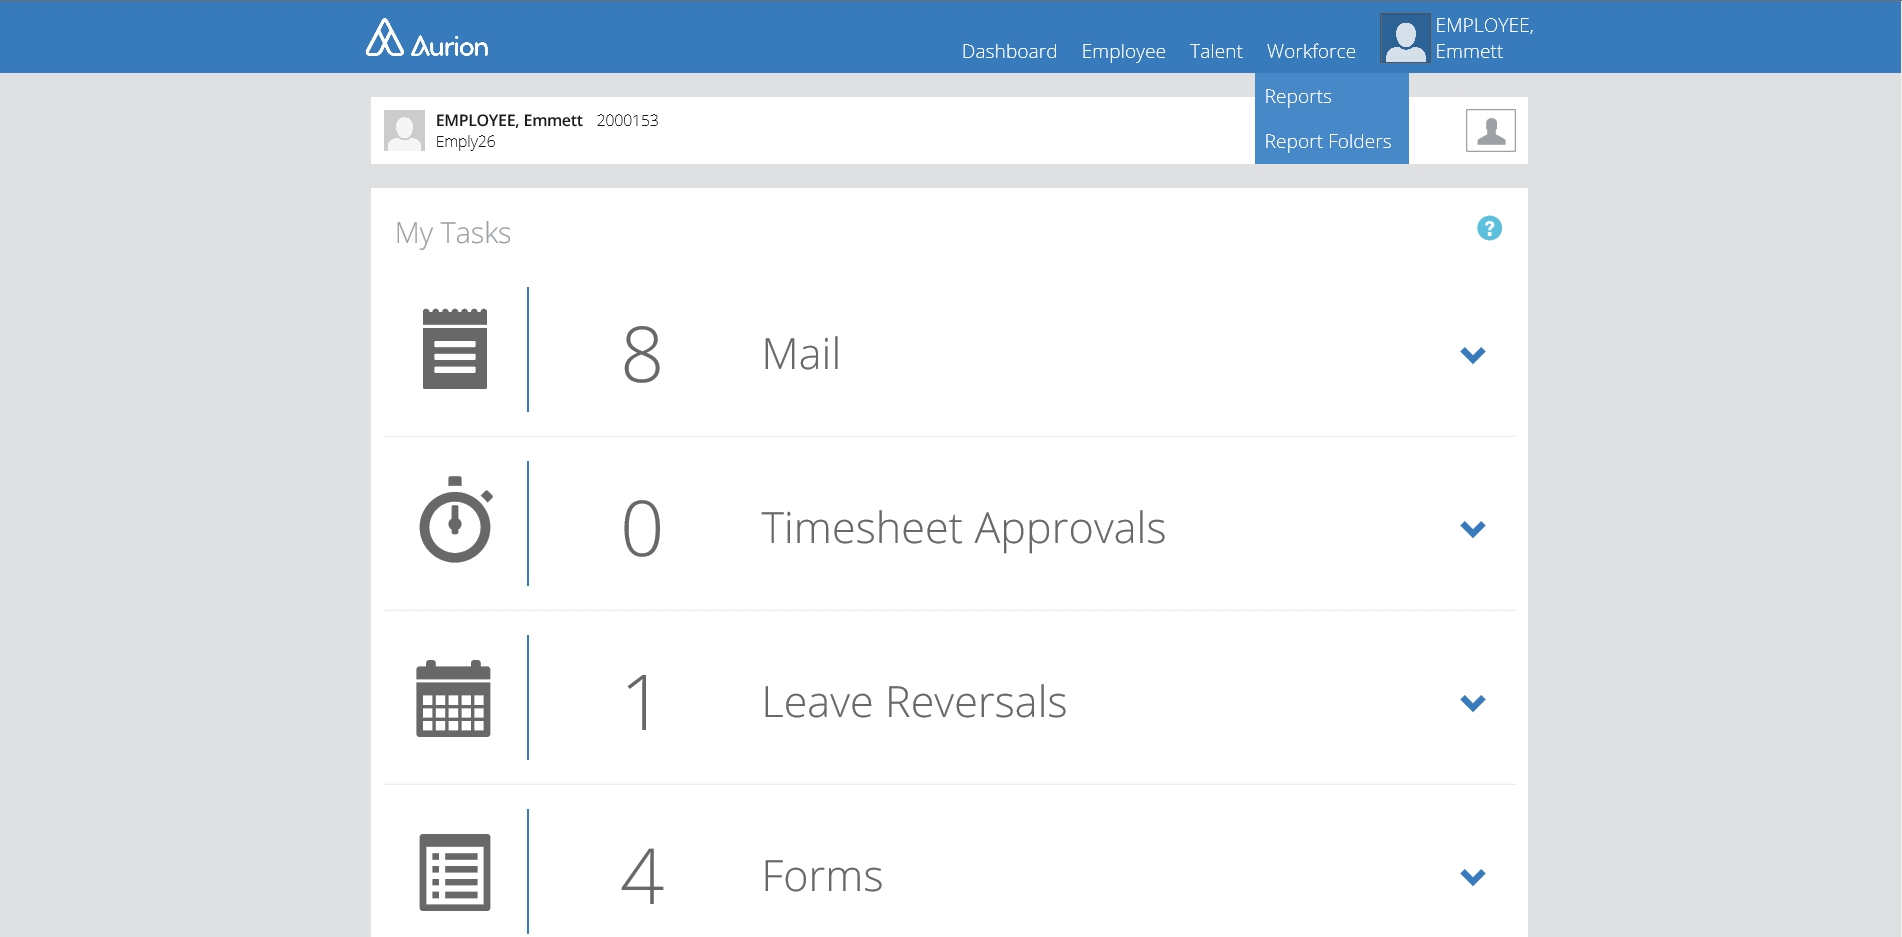 Aurion
Dashboard Employee Talent Workforce
EMPLOYEE,
Emmett
Reports
Report Folders
EMPLOYEE, Emmett 2000153
Emply26
My Tasks
?
8 Mail
0 Timesheet Approvals
1 Leave Reversals
4 Forms